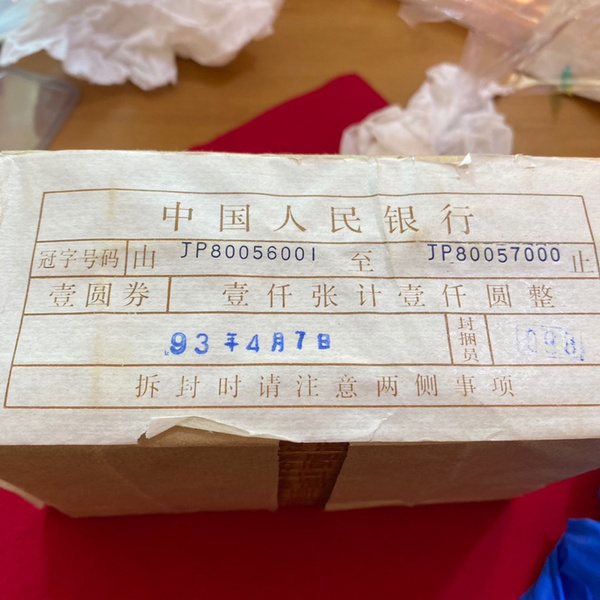 中国人民银行
冠字号码 由 JP80056001 至 JP80057000 止
壹圆券 壹仟张计壹仟圆整
93年4月7日 封捆员 098
拆封时请注意两侧事项